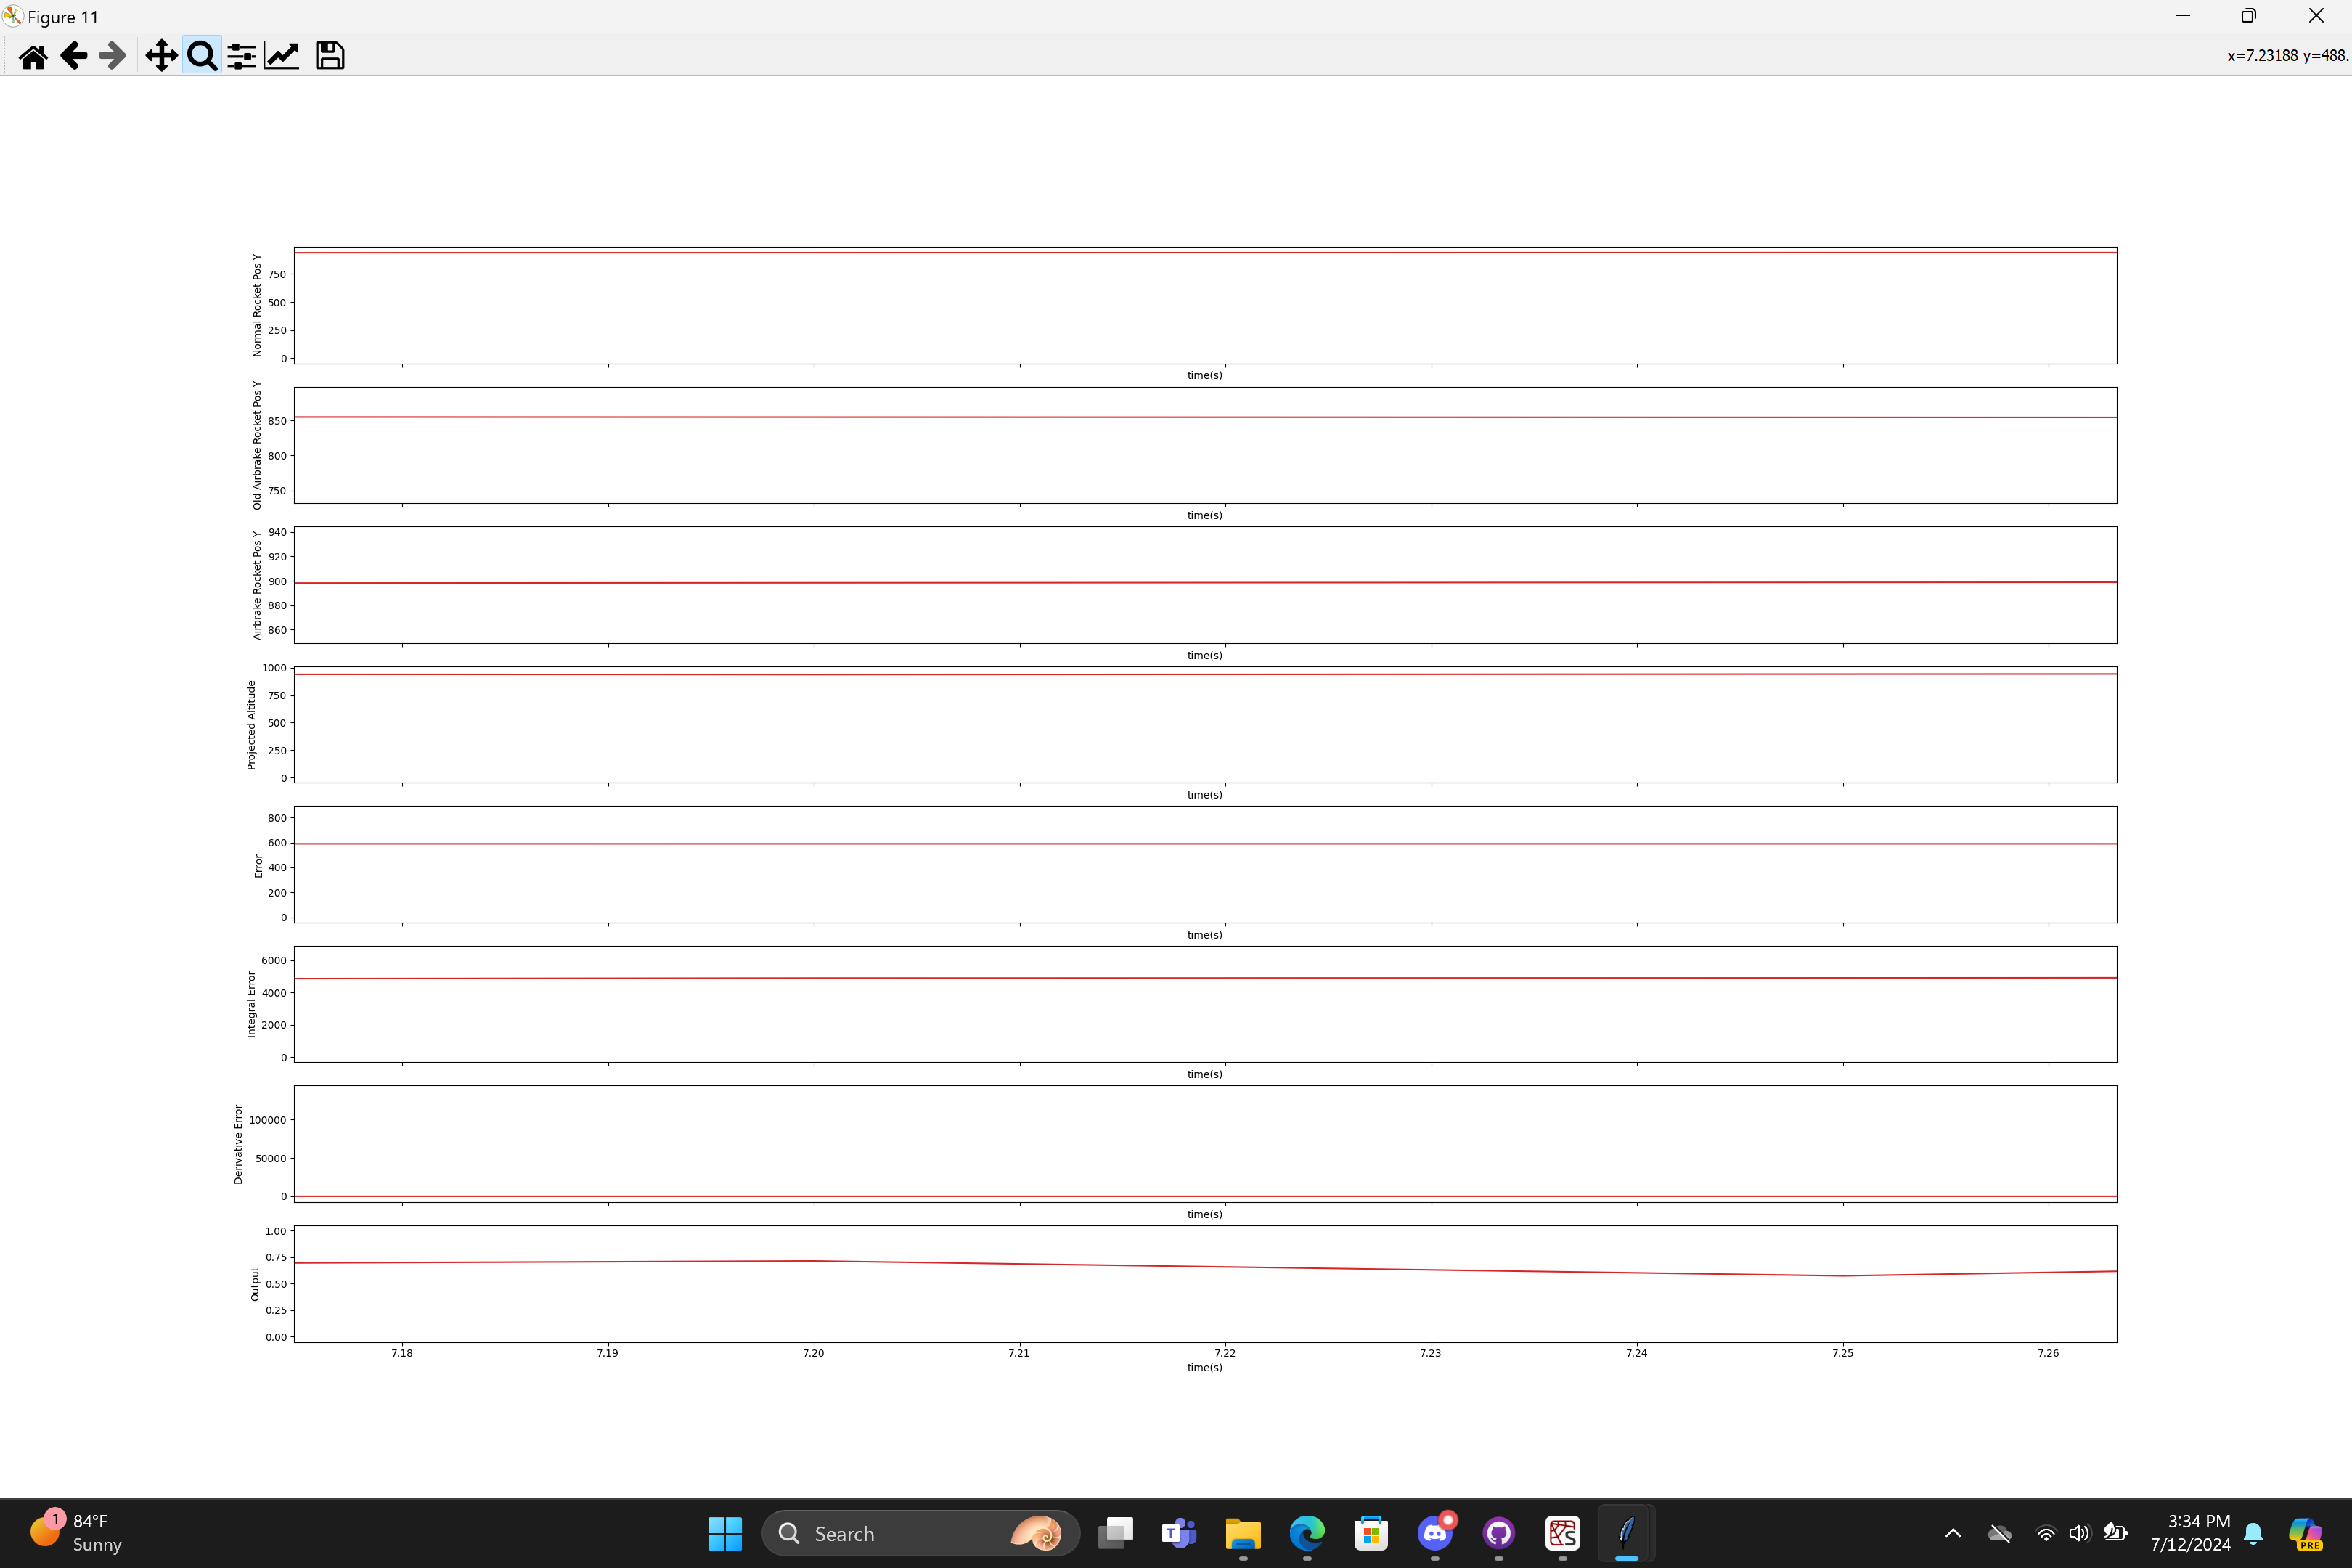 Figure 11
x=7.23188 y=488.
Normal Rocket Pos Y
750
500
250
0
time(s)
Old Airbrake Rocket Pos Y
850
800
750
time(s)
Airbrake Rocket Pos Y
940
920
900
880
860
time(s)
Projected Altitude
1000
750
500
250
0
time(s)
Error
800
600
400
200
0
time(s)
Integral Error
6000
4000
2000
0
time(s)
Derivative Error
100000
50000
0
time(s)
Output
1.00
0.75
0.50
0.25
0.00
7.18 7.19 7.20 7.21 7.22 7.23 7.24 7.25 7.26
time(s)
1
84°F
Sunny
Search
T
S
3:34 PM
7/12/2024
PRE